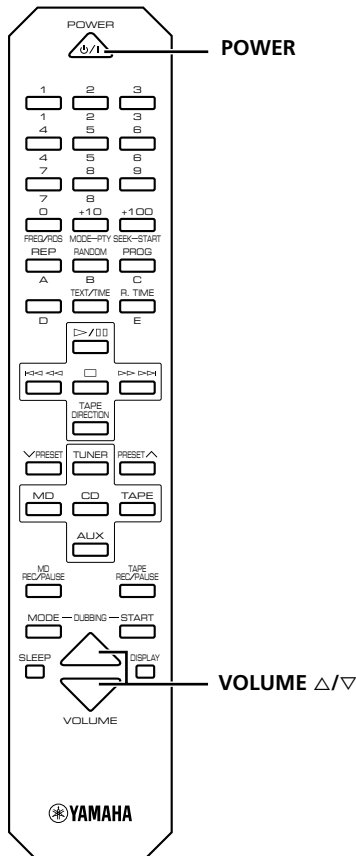 POWER
⏻/I
POWER
1 2 3
1 2 3
4 5 6
4 5 6
7 8 9
7 8
0 +10 +100
FREQ/RDS MODE–PTY SEEK–START
REP RANDOM PROG
A B C
TEXT/TIME R. TIME
D E
▷/▯▯
|◁◁ ◁◁ □ ▷▷ ▷▷|
TAPE
DIRECTION
∨PRESET TUNER PRESET∧
MD CD TAPE
AUX
MD
REC/PAUSE
TAPE
REC/PAUSE
MODE – DUBBING – START
SLEEP DISPLAY
VOLUME △/▽
VOLUME
YAMAHA